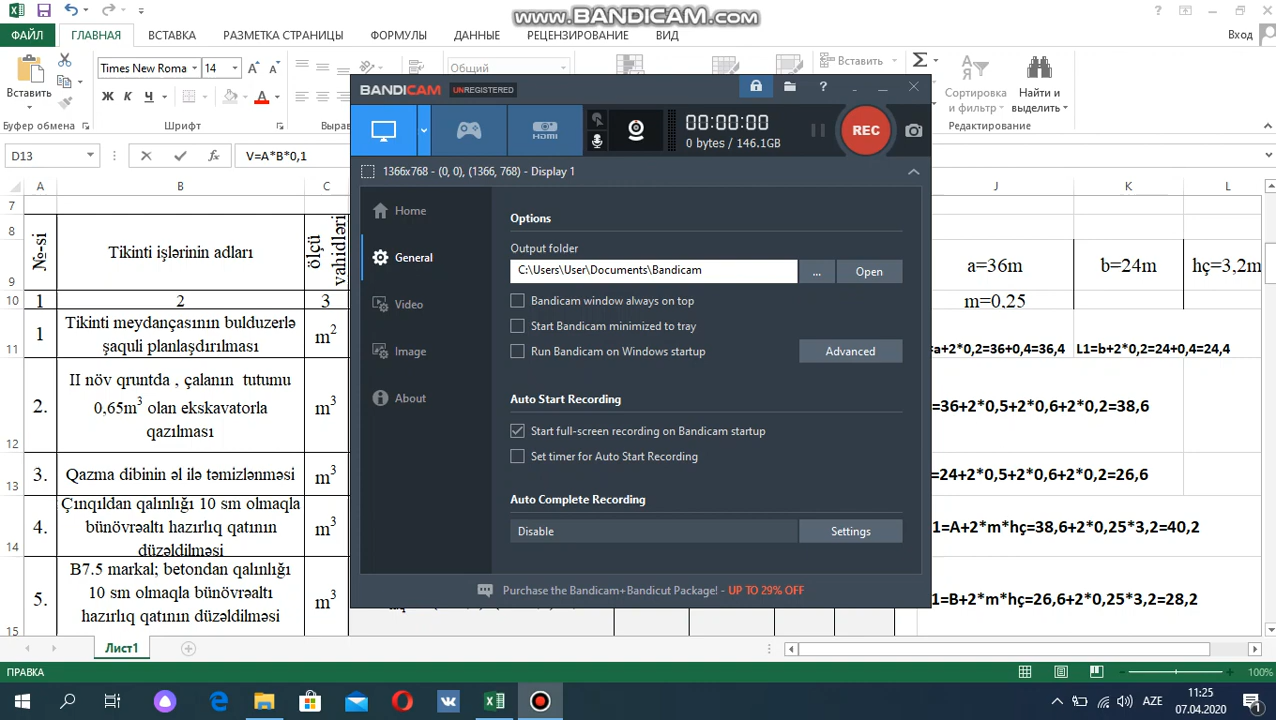 www.BANDICAM.com
ФАЙЛ ГЛАВНАЯ ВСТАВКА РАЗМЕТКА СТРАНИЦЫ ФОРМУЛЫ ДАННЫЕ РЕЦЕНЗИРОВАНИЕ ВИД Вход
Times New Roma 14 Общий Вставить
Вставить Ж К Ч А Сортировка и фильтр Найти и выделить
Буфер обмена Шрифт Выра Редактирование
D13 V=A*B*0,1
A B C J K L
7
8
9
№-si
Tikinti işlərinin adları
ölçü vahidləri
a=36m b=24m hç=3,2m
10 1 2 3 m=0,25
11 1
Tikinti meydançasının bulduzerlə
şaquli planlaşdırılması
m²
=a+2*0,2=36+0,4=36,4 L1=b+2*0,2=24+0,4=24,4
12 2.
II növ qruntda , çalanın tutumu
0,65m³ olan ekskavatorla
qazılması
m³
=36+2*0,5+2*0,6+2*0,2=38,6
13 3.
Qazma dibinin əl ilə təmizlənməsi
m³
=24+2*0,5+2*0,6+2*0,2=26,6
14 4.
Çınqıldan qalınlığı 10 sm olmaqla
bünövrəaltı hazırlıq qatının
düzəldilməsi
m³
1=A+2*m*hç=38,6+2*0,25*3,2=40,2
15 5.
B7.5 markal; betondan qalınlığı
10 sm olmaqla bünövrəaltı
hazırlıq qatının düzəldilməsi
m³
1=B+2*m*hç=26,6+2*0,25*3,2=28,2
BANDICAM UNREGISTERED
HDMI
00:00:00
0 bytes / 146.1GB
REC
1366x768 - (0, 0), (1366, 768) - Display 1
Home
General
Video
Image
About
Options
Output folder
C:\Users\User\Documents\Bandicam ... Open
Bandicam window always on top
Start Bandicam minimized to tray
Run Bandicam on Windows startup Advanced
Auto Start Recording
Start full-screen recording on Bandicam startup
Set timer for Auto Start Recording
Auto Complete Recording
Disable Settings
Purchase the Bandicam+Bandicut Package! - UP TO 29% OFF
Лист1
ПРАВКА 100%
AZE 11:25
07.04.2020